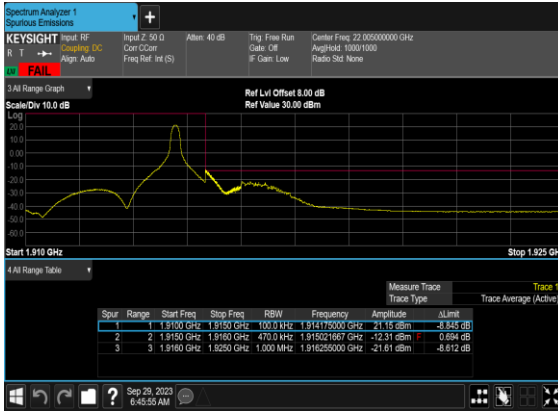 Spectrum Analyzer 1
Spurious Emissions
+
KEYSIGHT Input: RF Input Z: 50 Ω Atten: 40 dB Trig: Free Run Center Freq: 22.005000000 GHz
R T Coupling: DC Corr CCorr Gate: Off Avg|Hold: 1000/1000
Align: Auto Freq Ref: Int (S) IF Gain: Low Radio Std: None
FAIL
3 All Range Graph
Ref Lvl Offset 8.00 dB
Scale/Div 10.0 dB Ref Value 30.00 dBm
Log
20.0
10.0
0.00
-10.0
-20.0
-30.0
-40.0
-50.0
-60.0
Start 1.910 GHz Stop 1.925 GH
4 All Range Table
Measure Trace Trace 1
Trace Type Trace Average (Active)
Spur Range Start Freq Stop Freq RBW Frequency Amplitude ΔLimit
1 1 1.9100 GHz 1.9150 GHz 100.0 kHz 1.914175000 GHz 21.15 dBm -8.845 dB
2 2 1.9150 GHz 1.9160 GHz 470.0 kHz 1.915021667 GHz -12.31 dBm F 0.694 dB
3 3 1.9160 GHz 1.9250 GHz 1.000 MHz 1.916255000 GHz -21.61 dBm -8.612 dB
? Sep 29, 2023
6:45:55 AM